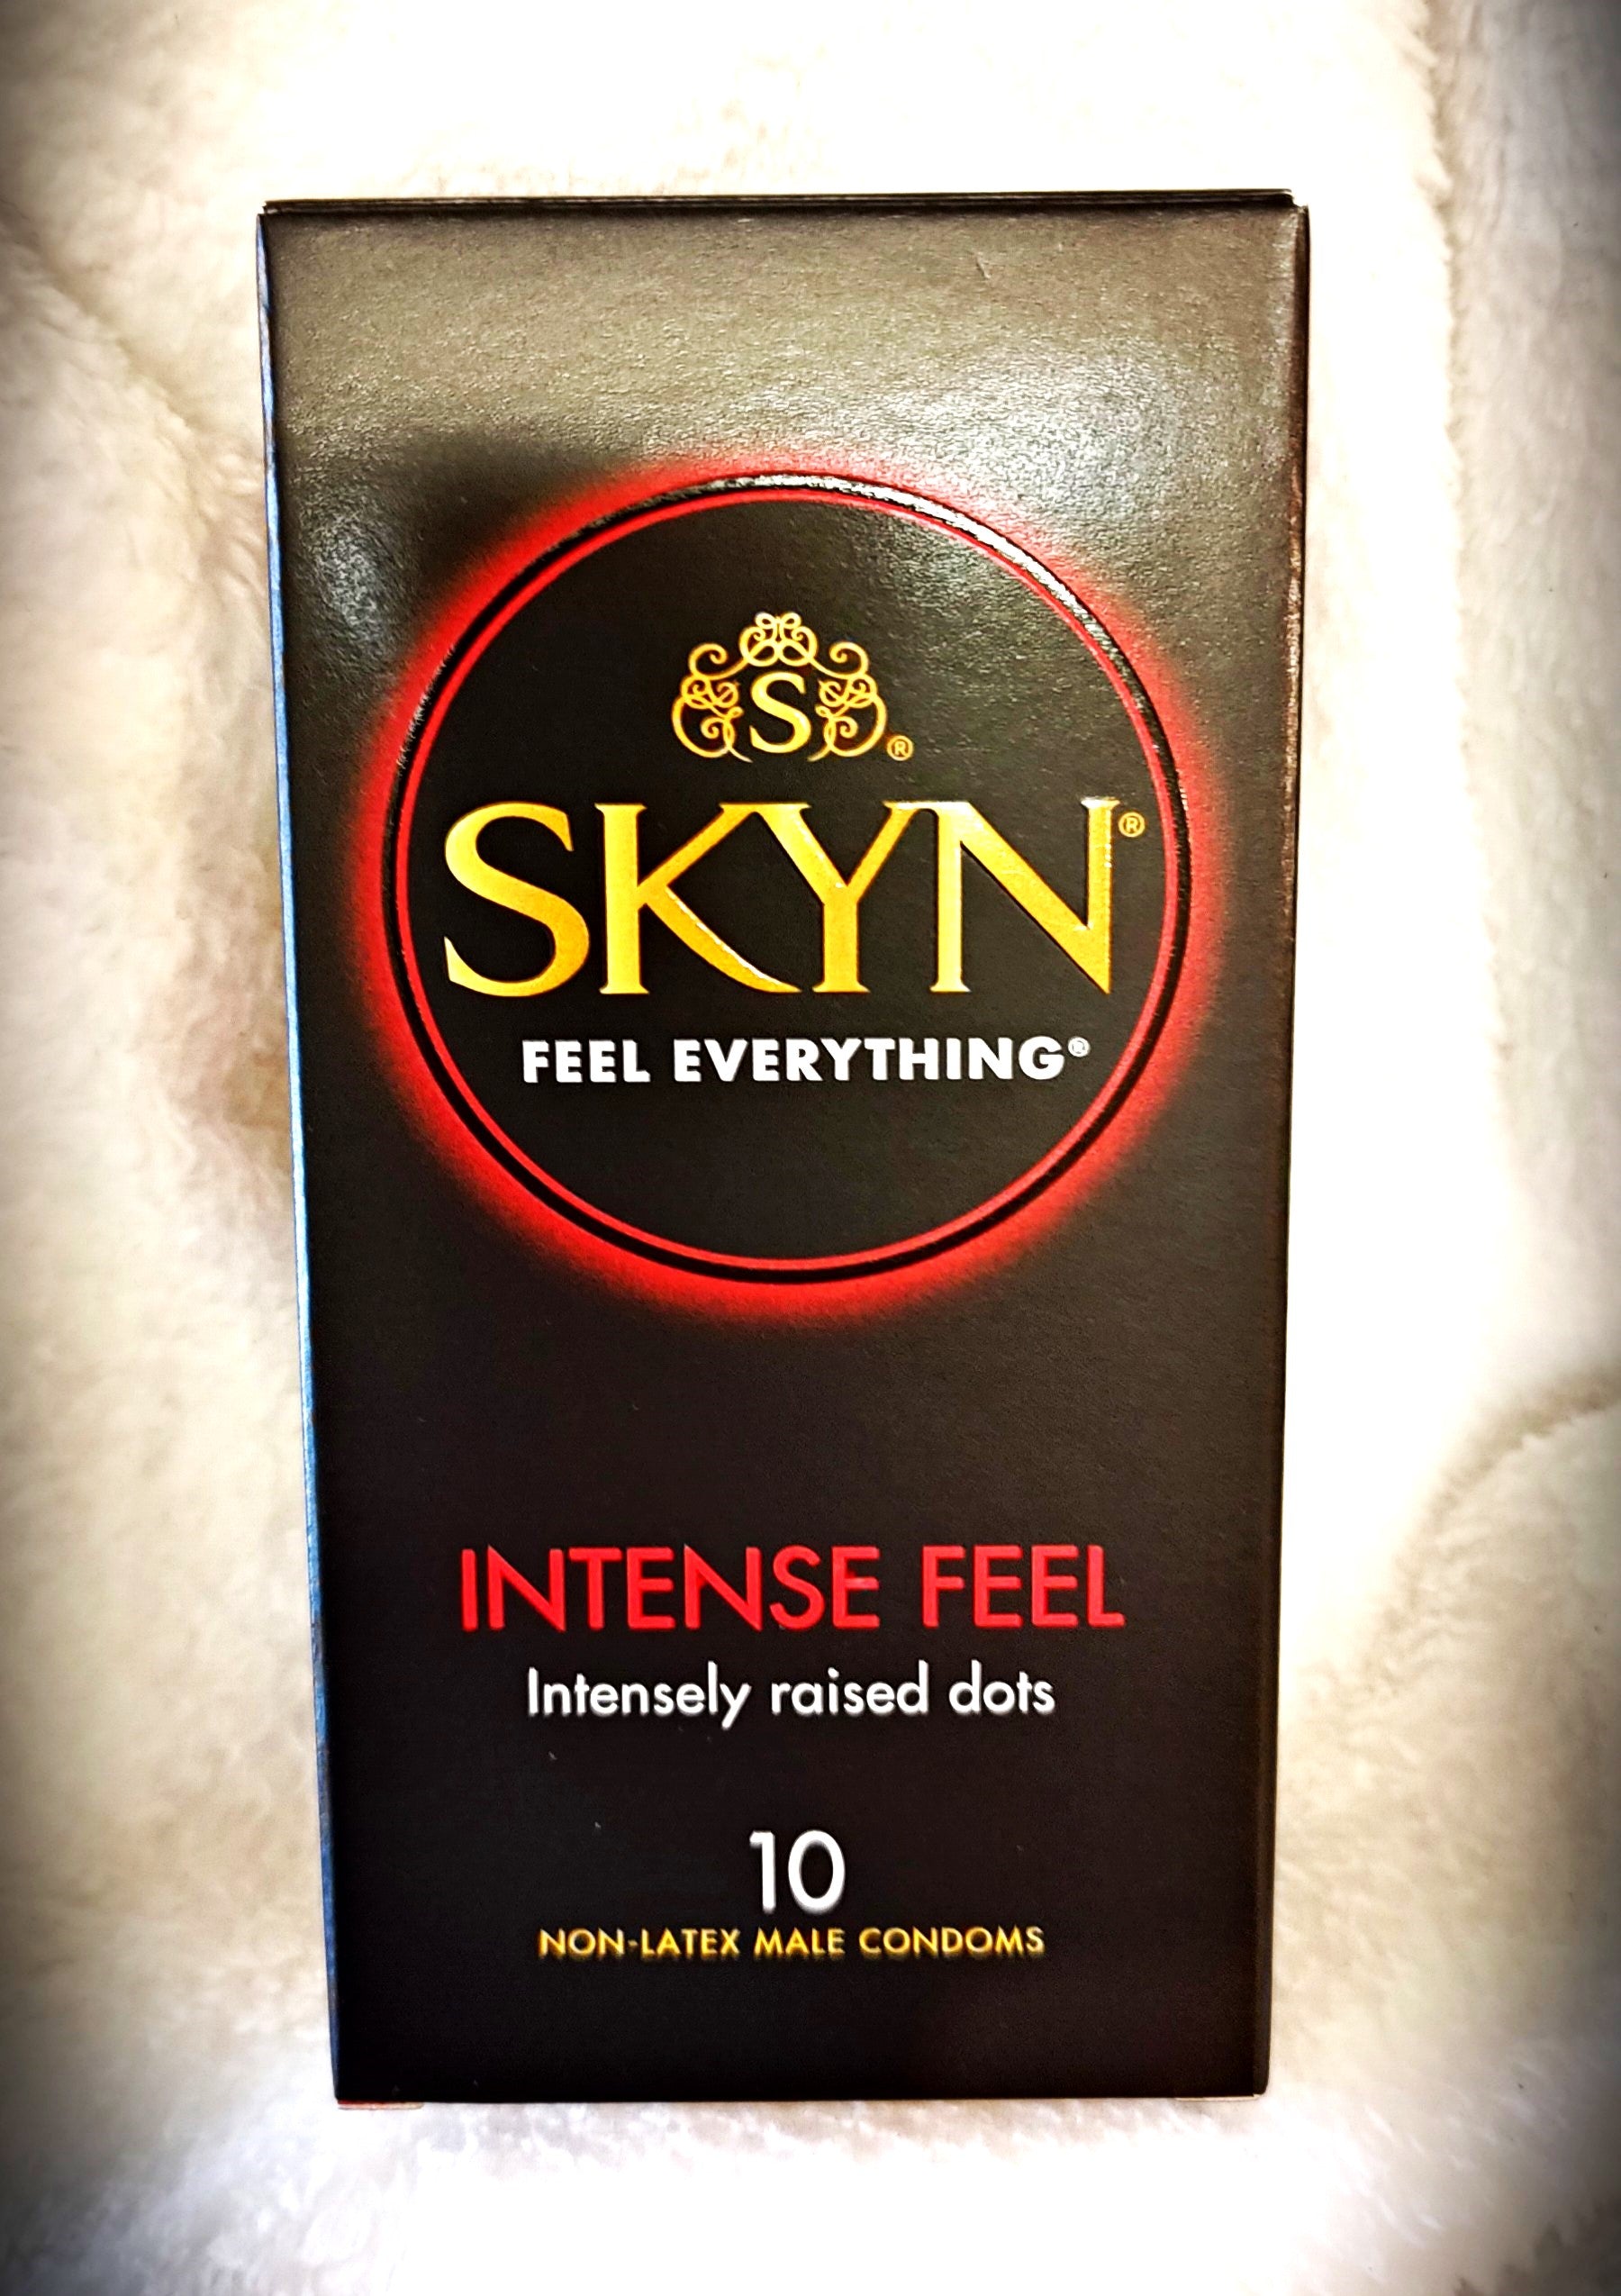 S®
SKYN®
FEEL EVERYTHING®
INTENSE FEEL
Intensely raised dots
10
NON-LATEX MALE CONDOMS